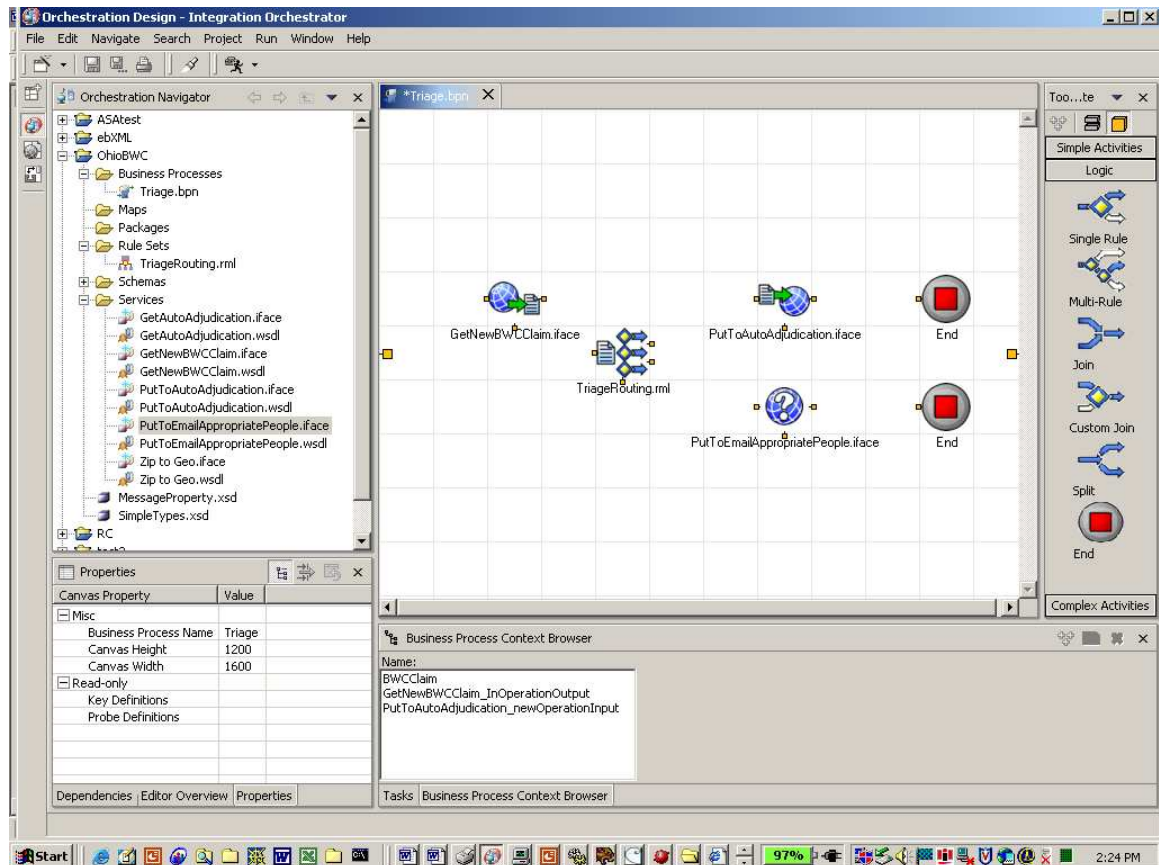 Orchestration Design - Integration Orchestrator
File Edit Navigate Search Project Run Window Help
Orchestration Navigator
ASAtest
ebXML
OhioBWC
Business Processes
Triage.bpn
Maps
Packages
Rule Sets
TriageRouting.rml
Schemas
Services
GetAutoAdjudication.iface
GetAutoAdjudication.wsdl
GetNewBWCClaim.iface
GetNewBWCClaim.wsdl
PutToAutoAdjudication.iface
PutToAutoAdjudication.wsdl
PutToEmailAppropriatePeople.iface
PutToEmailAppropriatePeople.wsdl
Zip to Geo.iface
Zip to Geo.wsdl
MessageProperty.xsd
SimpleTypes.xsd
RC
*Triage.bpn
GetNewBWCClaim.iface
PutToAutoAdjudication.iface
End
TriageRouting.rml
PutToEmailAppropriatePeople.iface
End
Too...te
Simple Activities
Logic
Single Rule
Multi-Rule
Join
Custom Join
Split
End
Complex Activities
Properties
Canvas Property Value
Misc
Business Process Name Triage
Canvas Height 1200
Canvas Width 1600
Read-only
Key Definitions
Probe Definitions
Dependencies Editor Overview Properties
Business Process Context Browser
Name:
BWCClaim
GetNewBWCClaim_InOperationOutput
PutToAutoAdjudication_newOperationInput
Tasks Business Process Context Browser
Start 97% 2:24 PM